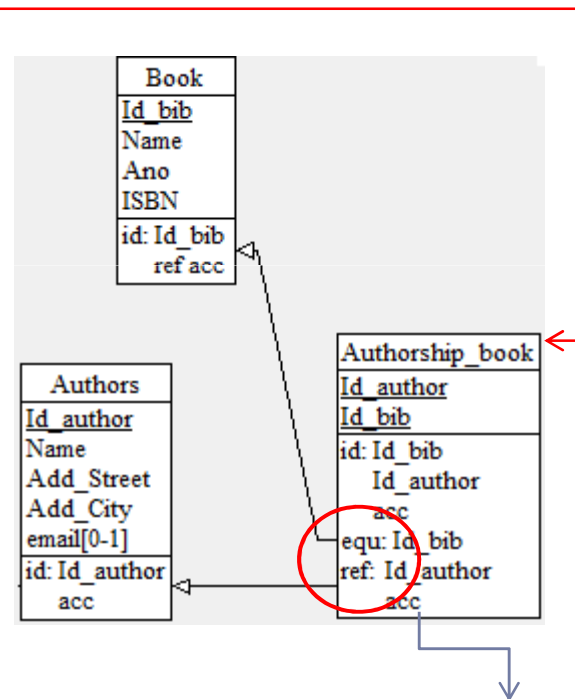 Book
Id_bib
Name
Ano
ISBN
id: Id_bib
ref acc
Authors
Id_author
Name
Add_Street
Add_City
email[0-1]
id: Id_author
acc
Authorship_book
Id_author
Id_bib
id: Id_bib
Id_author
acc
equ: Id_bib
ref: Id_author
acc